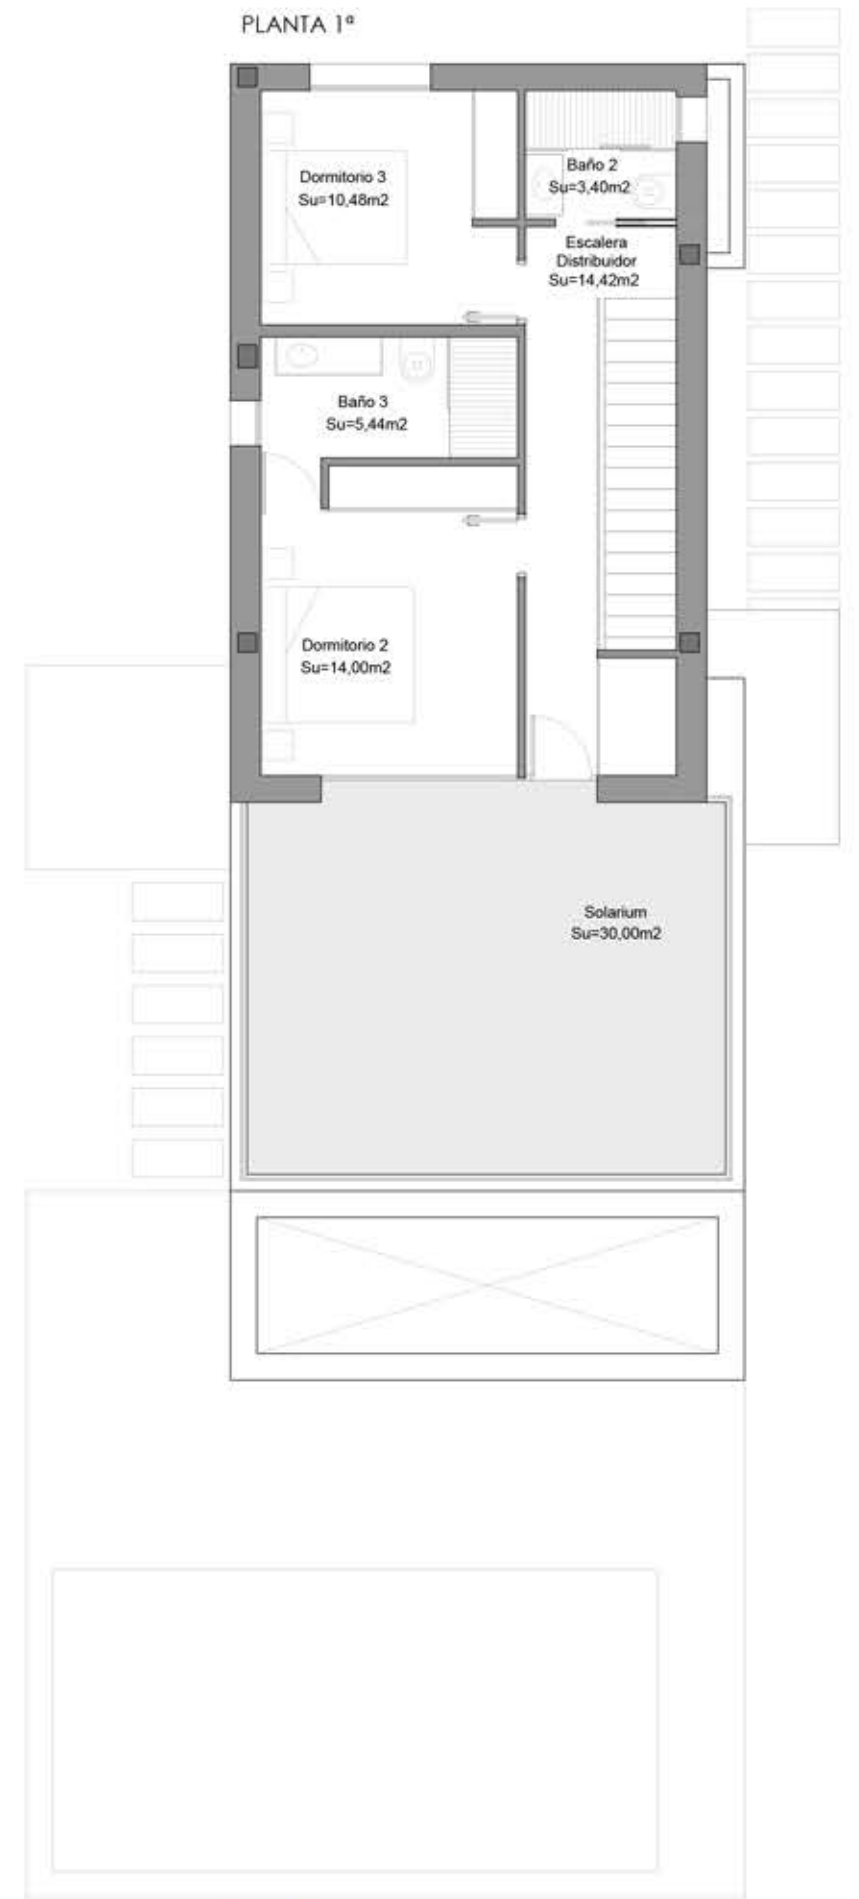 PLANTA 1ª
Dormitorio 3
Su=10,48m2
Baño 2
Su=3,40m2
Escalera
Distribuidor
Su=14,42m2
Baño 3
Su=5,44m2
Dormitorio 2
Su=14,00m2
Solarium
Su=30,00m2